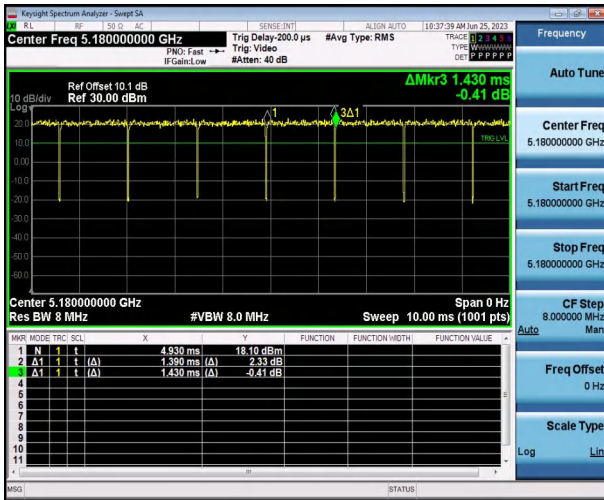 Keysight Spectrum Analyzer - Swept SA
RL RF 50 Ω AC SENSE:INT ALIGN AUTO 10:37:39 AM Jun 25, 2023
Center Freq 5.180000000 GHz
PNO: Fast
IFGain:Low
Trig Delay-200.0 µs
Trig: Video
#Atten: 40 dB
#Avg Type: RMS
TRACE 1 2 3 4 5 6
TYPE WWWWWW
DET P P P P P P
ΔMkr3 1.430 ms
-0.41 dB
Ref Offset 10.1 dB
10 dB/div Ref 30.00 dBm
Log
1
3Δ1
TRIG LVL
20.0
10.0
0.00
-10.0
-20.0
-30.0
-40.0
-50.0
-60.0
Center 5.180000000 GHz Span 0 Hz
Res BW 8 MHz #VBW 8.0 MHz Sweep 10.00 ms (1001 pts)
MKR MODE TRC SCL X Y FUNCTION FUNCTION WIDTH FUNCTION VALUE
1 N 1 t 4.930 ms 18.10 dBm
2 Δ1 1 t (Δ) 1.390 ms (Δ) 2.33 dB
3 Δ1 1 t (Δ) 1.430 ms (Δ) -0.41 dB
4
5
6
7
8
9
10
11
MSG STATUS
Frequency
Auto Tune
Center Freq
5.180000000 GHz
Start Freq
5.180000000 GHz
Stop Freq
5.180000000 GHz
CF Step
8.000000 MHz
Auto Man
Freq Offset
0 Hz
Scale Type
Log Lin